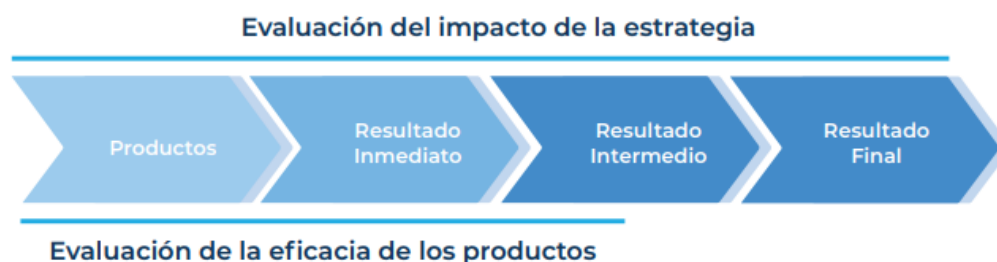 Evaluación del impacto de la estrategia
Productos
Resultado
Inmediato
Resultado
Intermedio
Resultado
Final
Evaluación de la eficacia de los productos